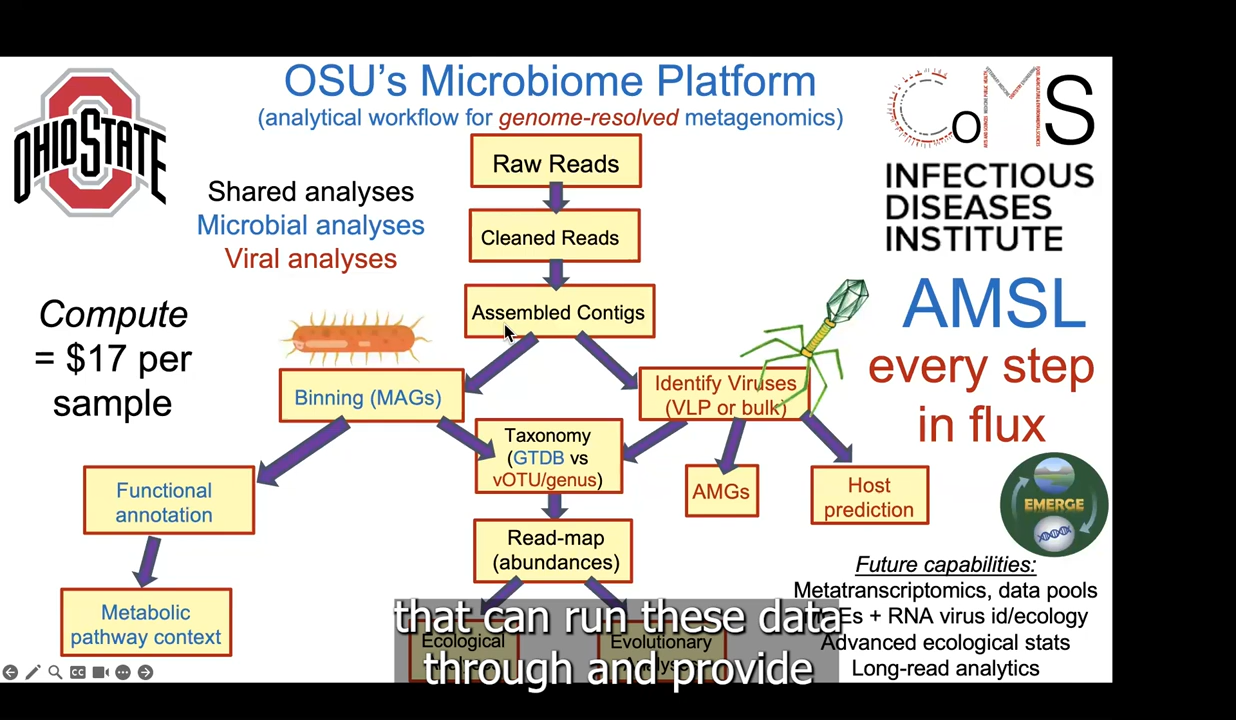 OSU's Microbiome Platform
(analytical workflow for genome-resolved metagenomics)
OHIO STATE
CoMS
INFECTIOUS
DISEASES
INSTITUTE
Shared analyses
Microbial analyses
Viral analyses
Raw Reads
Cleaned Reads
Assembled Contigs
Compute
= $17 per
sample
AMSL
every step
in flux
Binning (MAGs)
Identify Viruses
(VLP or bulk)
Taxonomy
(GTDB vs
vOTU/genus)
AMGs
Host
prediction
Functional
annotation
Read-map
(abundances)
Metabolic
pathway context
Ecological
Evolutionary
EMERGE
Future capabilities:
Metatranscriptomics, data pools
+ RNA virus id/ecology
Advanced ecological stats
Long-read analytics
that can run these data
through and provide
CC